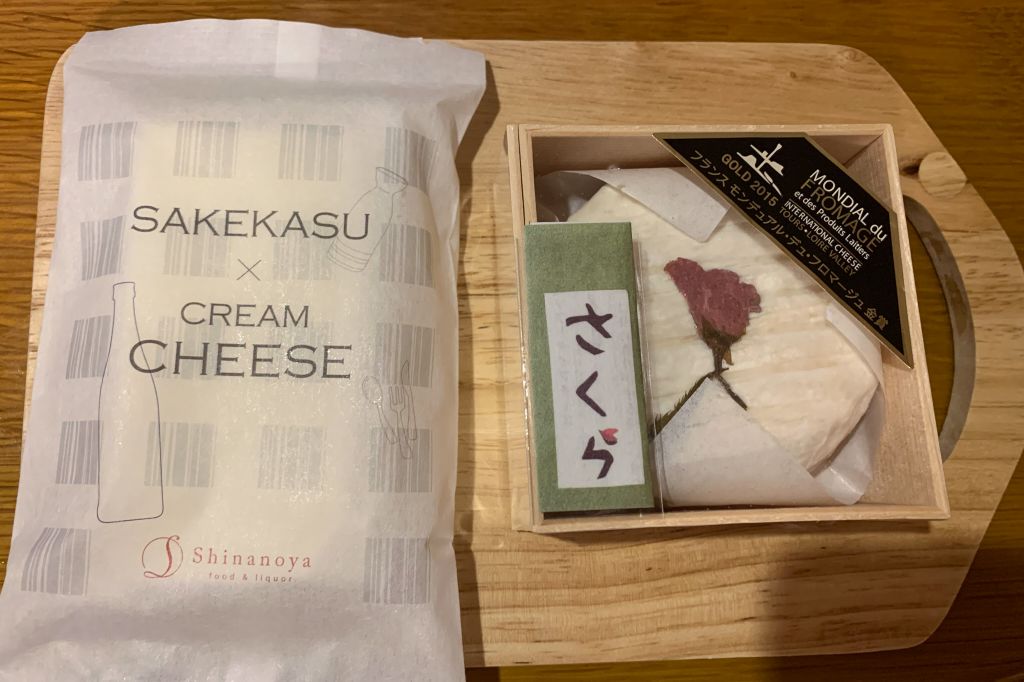 SAKEKASU
×
CREAM
CHEESE
Shinanoya
food & liquor
さくら
GOLD 2015
フランス モンデュアル・デュ・フロマージュ 金賞
MONDIAL du
FROMAGE
et des Produits Laitiers
INTERNATIONAL CHEESE
TOURS • LOIRE VALLEY